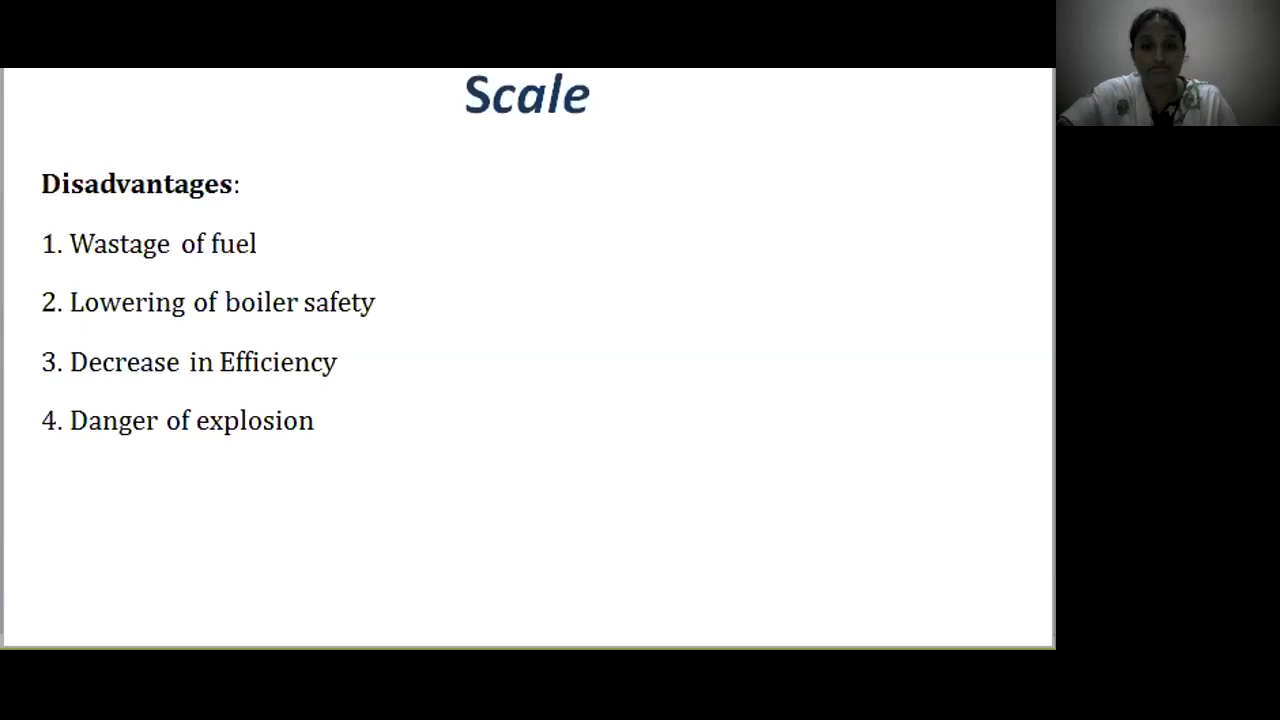 Scale
Disadvantages:
1. Wastage of fuel
2. Lowering of boiler safety
3. Decrease in Efficiency
4. Danger of explosion